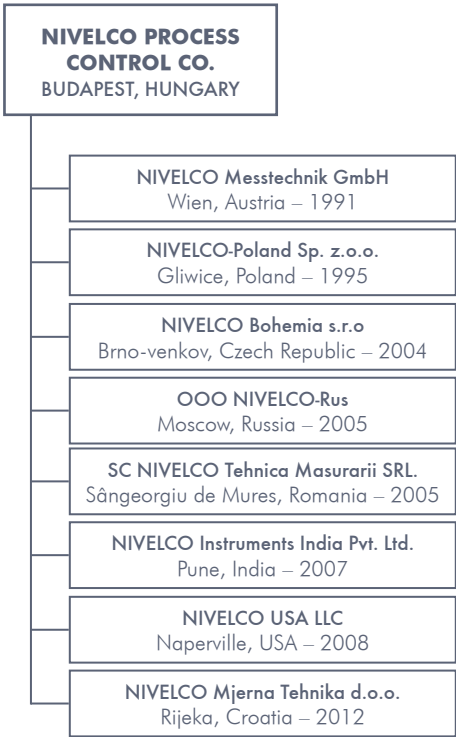 NIVELCO PROCESS
CONTROL CO.
BUDAPEST, HUNGARY
NIVELCO Messtechnik GmbH
Wien, Austria – 1991
NIVELCO-Poland Sp. z.o.o.
Gliwice, Poland – 1995
NIVELCO Bohemia s.r.o
Brno-venkov, Czech Republic – 2004
OOO NIVELCO-Rus
Moscow, Russia – 2005
SC NIVELCO Tehnica Masurarii SRL.
Sângeorgiu de Mures, Romania – 2005
NIVELCO Instruments India Pvt. Ltd.
Pune, India – 2007
NIVELCO USA LLC
Naperville, USA – 2008
NIVELCO Mjerna Tehnika d.o.o.
Rijeka, Croatia – 2012